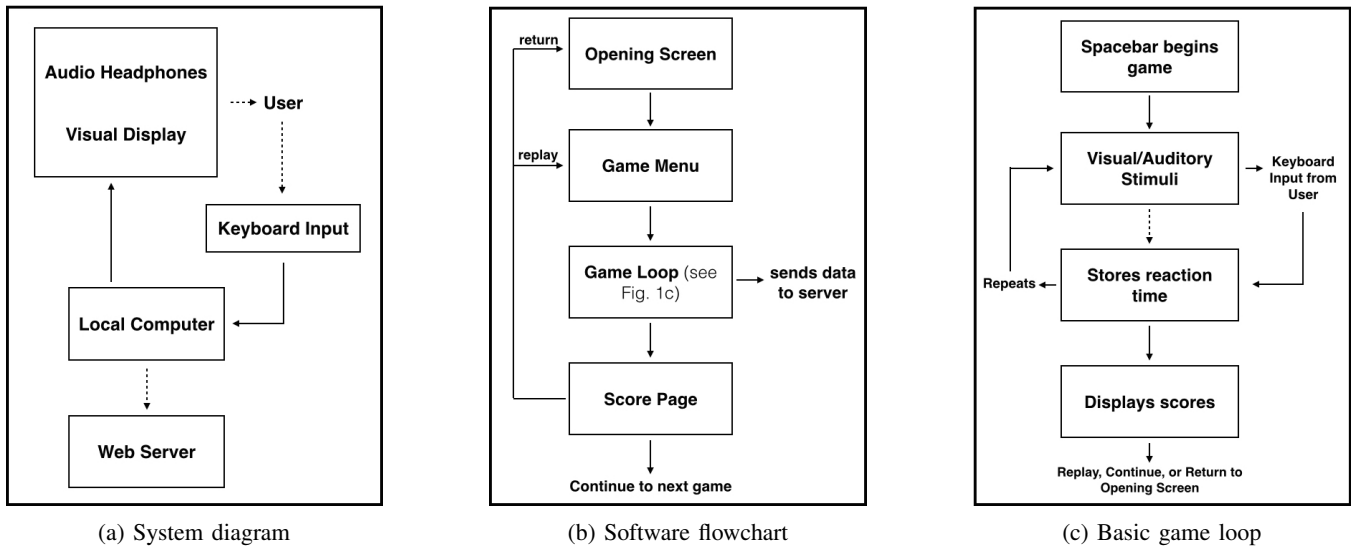 Audio Headphones
Visual Display
User
Keyboard Input
Local Computer
Web Server
(a) System diagram
return
Opening Screen
replay
Game Menu
Game Loop (see
Fig. 1c)
sends data
to server
Score Page
Continue to next game
(b) Software flowchart
Spacebar begins
game
Visual/Auditory
Stimuli
Keyboard
Input from
User
Stores reaction
time
Repeats
Displays scores
Replay, Continue, or Return to
Opening Screen
(c) Basic game loop